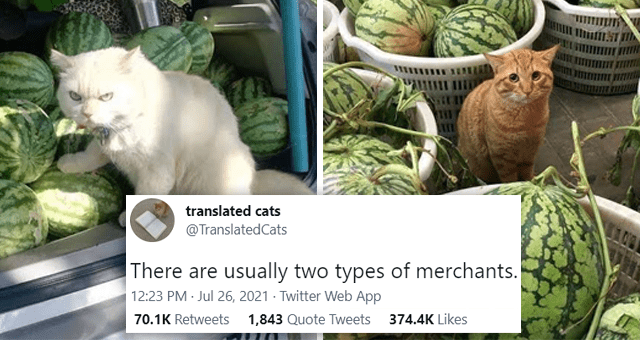 translated cats
@TranslatedCats
There are usually two types of merchants.
12:23 PM · Jul 26, 2021 · Twitter Web App
70.1K Retweets 1,843 Quote Tweets 374.4K Likes